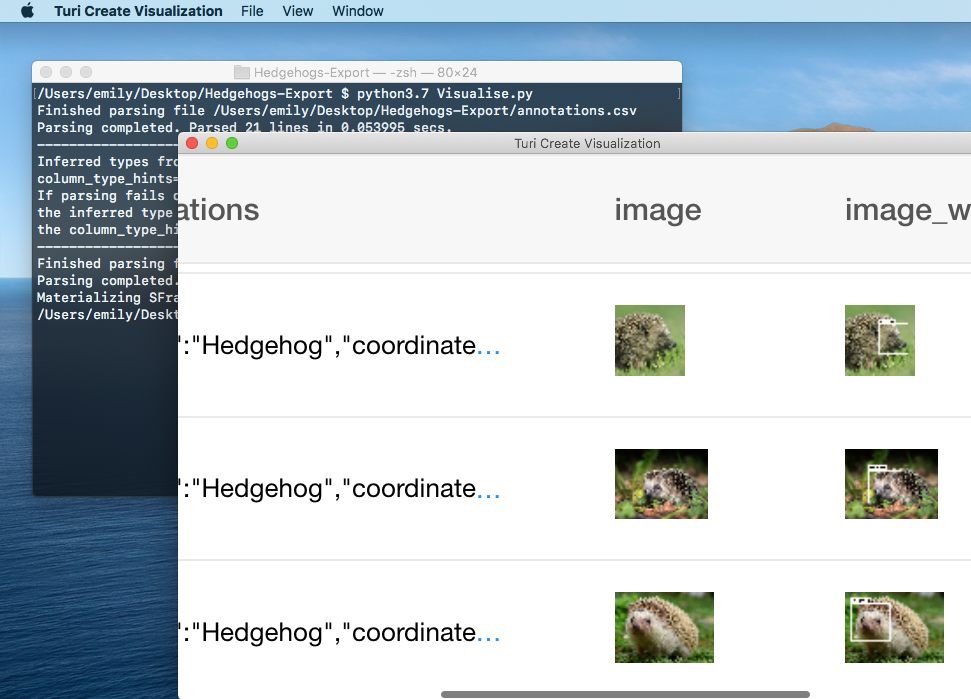 Turi Create Visualization File View Window
Hedgehogs-Export — -zsh — 80×24
/Users/emily/Desktop/Hedgehogs-Export $ python3.7 Visualise.py
Finished parsing file /Users/emily/Desktop/Hedgehogs-Export/annotations.csv
Parsing completed. Parsed 21 lines in 0.053995 secs.
Turi Create Visualization
Inferred types fro
column_type_hints=
If parsing fails
the inferred type
the column_type_hi
Finished parsing f
Parsing completed.
Materializing SFra
/Users/emily/Deskt
ations image image_w
":"Hedgehog","coordinate...
":"Hedgehog","coordinate...
":"Hedgehog","coordinate...